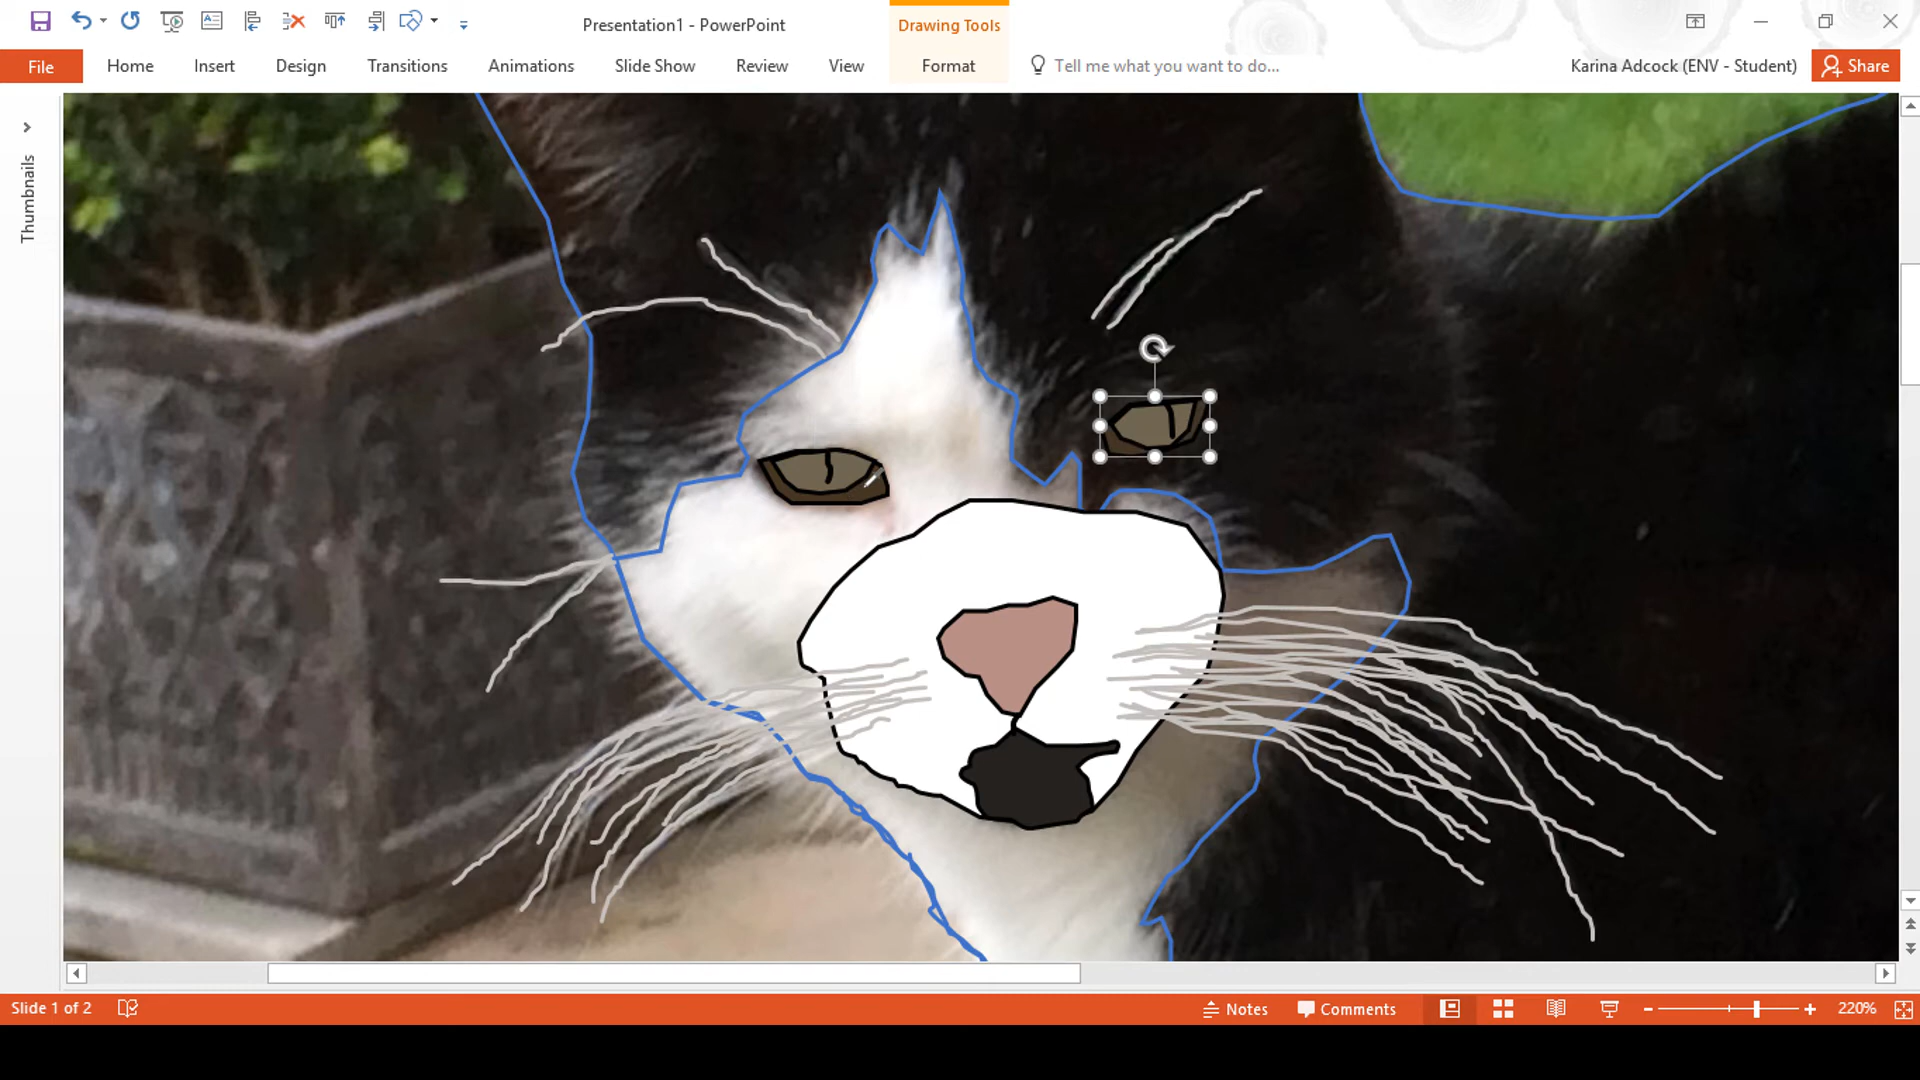 Presentation1 - PowerPoint
Drawing Tools
File
Home
Insert
Design
Transitions
Animations
Slide Show
Review
View
Format
Tell me what you want to do...
Karina Adcock (ENV - Student)
Share
Thumbnails
Slide 1 of 2
Notes
Comments
220%